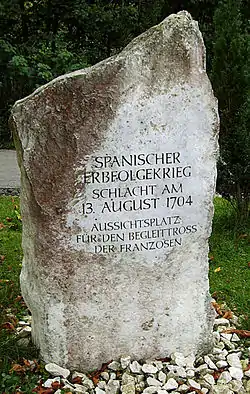 SPANISCHER
ERBFOLGEKRIEG
SCHLACHT AM
13. AUGUST 1704
AUSSICHTSPLATZ
FÜR DEN BEGLEITTROSS
DER FRANZOSEN